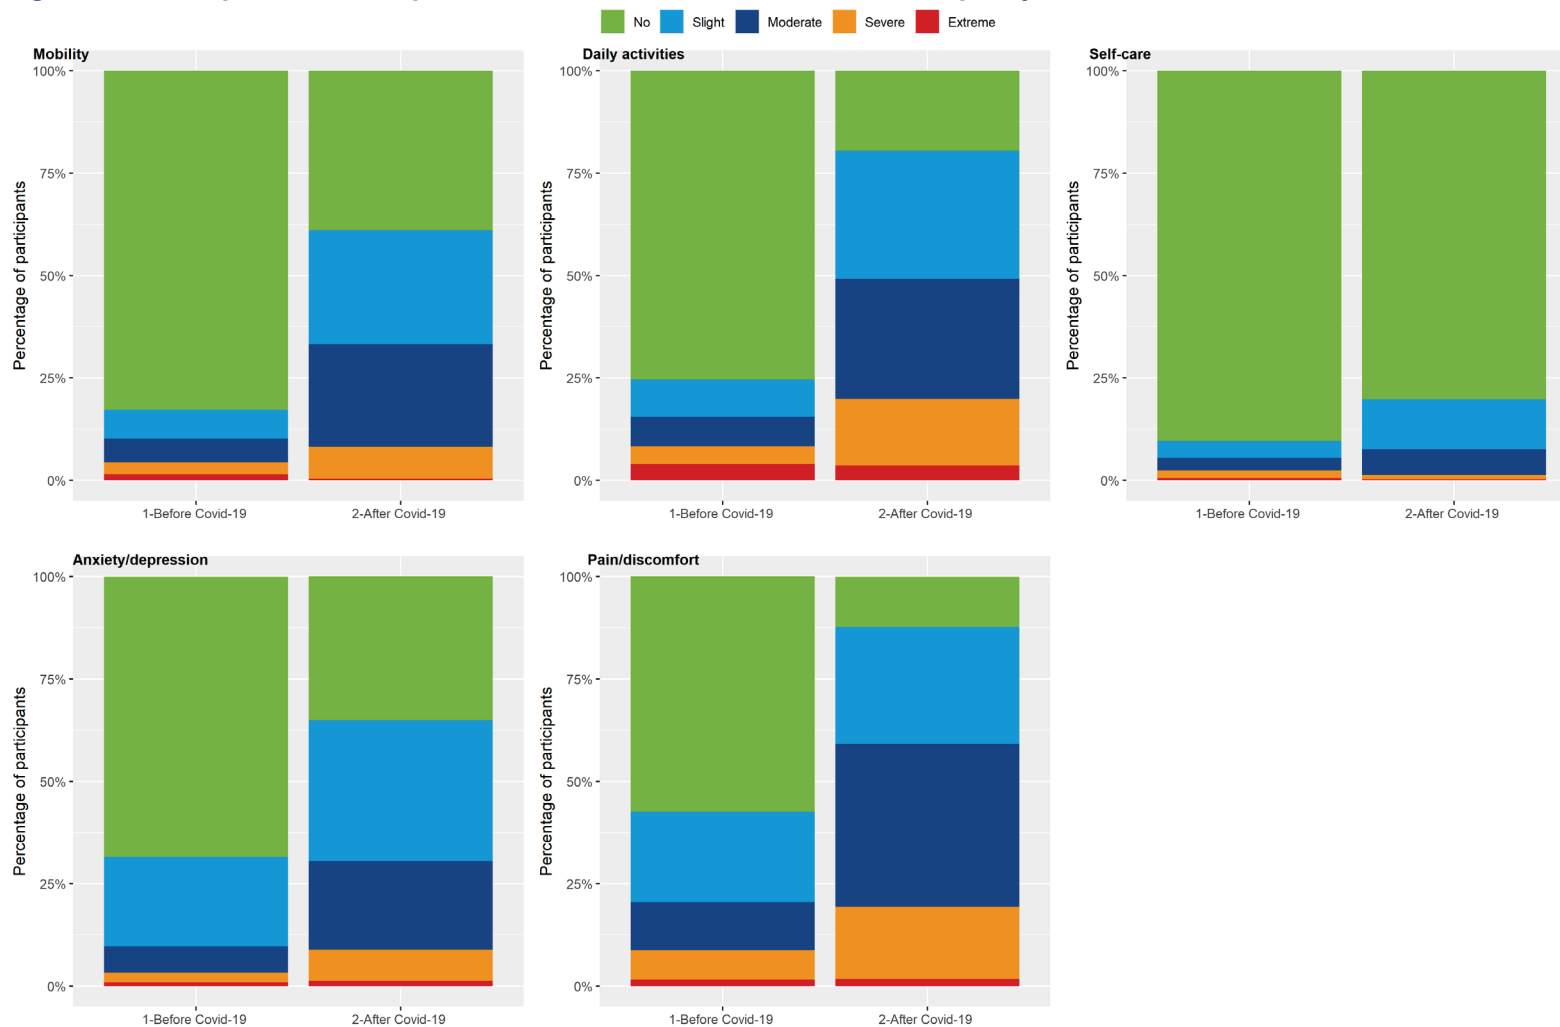 No Slight Moderate Severe Extreme
Mobility
Percentage of participants
100%
75%
50%
25%
0%
1-Before Covid-19 2-After Covid-19
Daily activities
Percentage of participants
100%
75%
50%
25%
0%
1-Before Covid-19 2-After Covid-19
Self-care
Percentage of participants
100%
75%
50%
25%
0%
1-Before Covid-19 2-After Covid-19
Anxiety/depression
Percentage of participants
100%
75%
50%
25%
0%
1-Before Covid-19 2-After Covid-19
Pain/discomfort
Percentage of participants
100%
75%
50%
25%
0%
1-Before Covid-19 2-After Covid-19